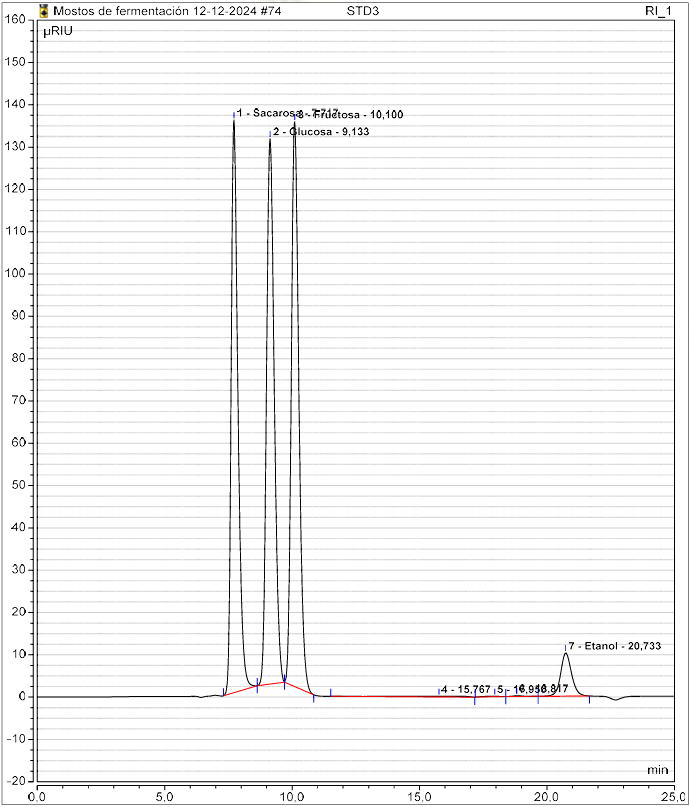 Mostos de fermentación 12-12-2024 #74 STD3 RI_1
160
µRIU
150
140
1 - Sacarosa - 7,717
3 - Fructosa - 10,100
130
2 - Glucosa - 9,133
120
110
100
90
80
70
60
50
40
30
20
10
7 - Etanol - 20,733
4 - 15,767
0
-10
min
-20
0,0 5,0 10,0 15,0 20,0 25,0